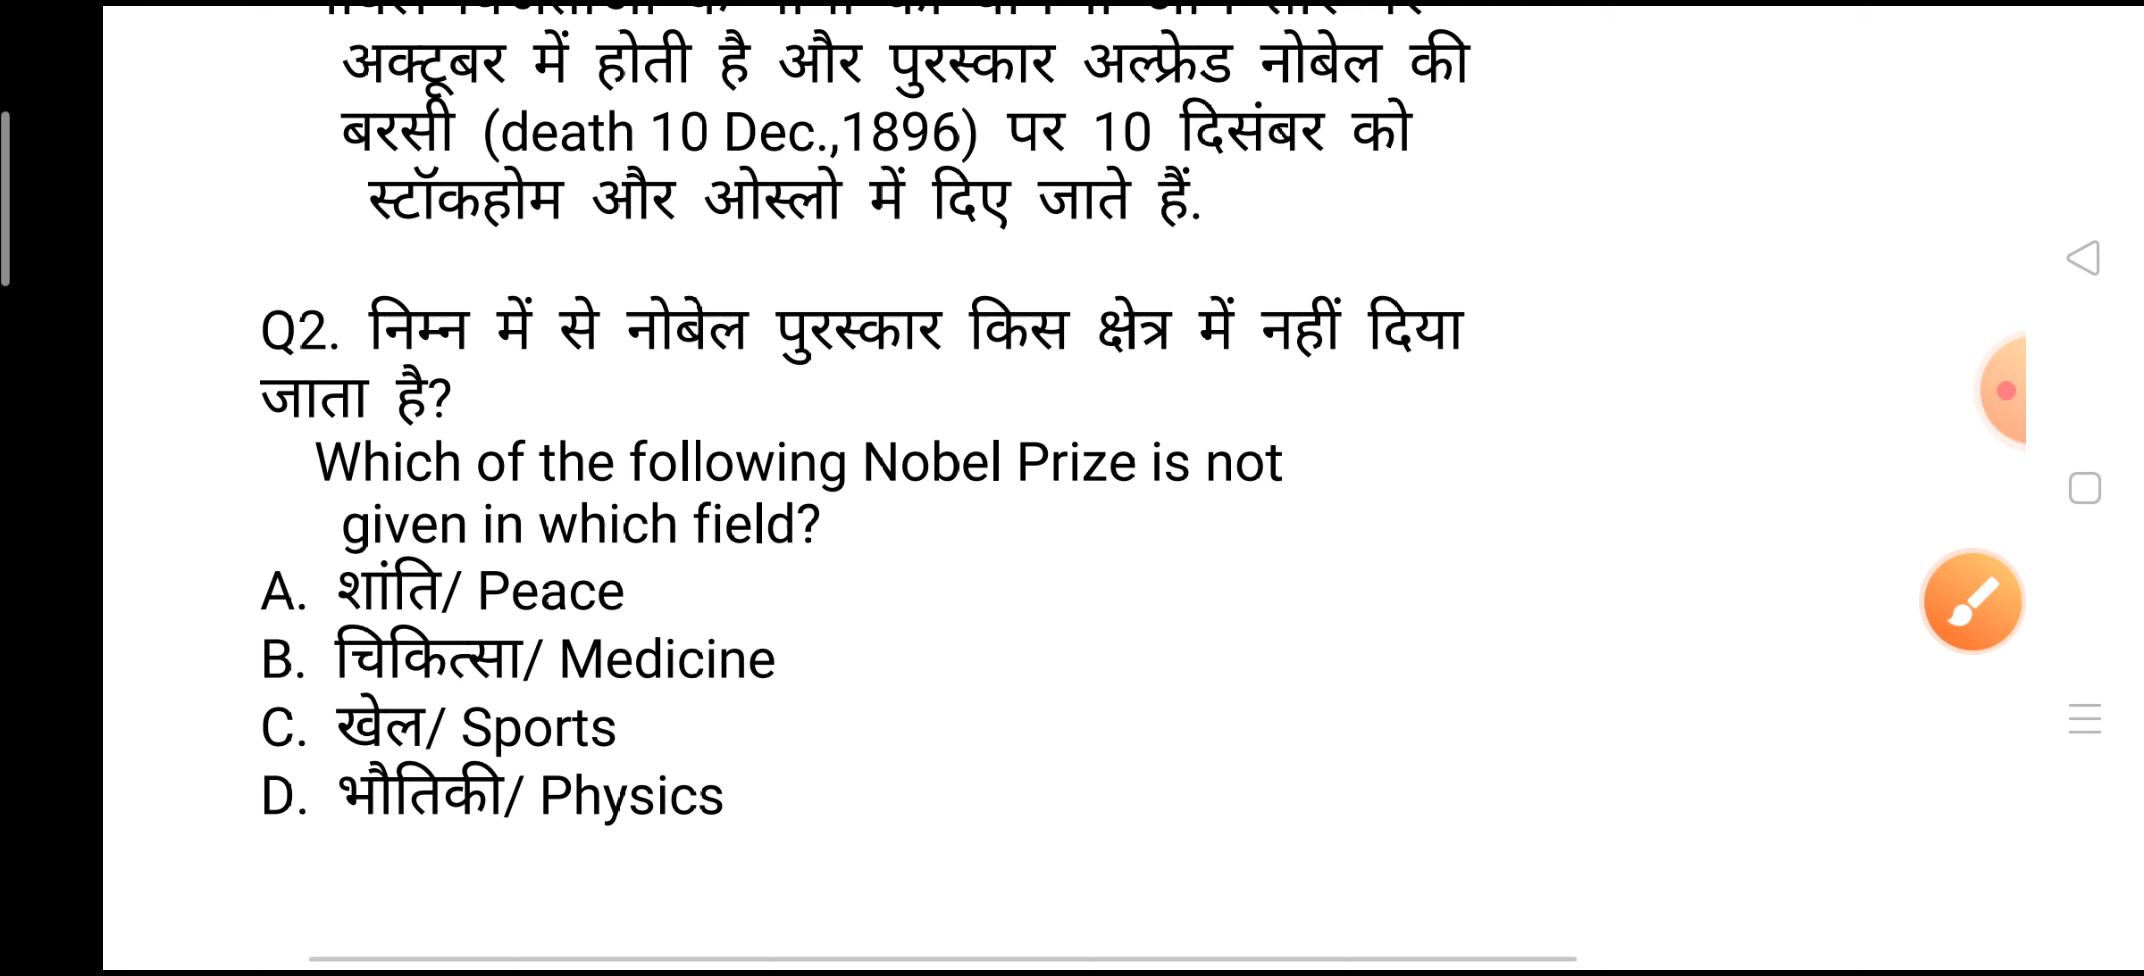 अक्टूबर में होती है और पुरस्कार अल्फ्रेड नोबेल की
बरसी (death 10 Dec.,1896) पर 10 दिसंबर को
स्टॉकहोम और ओस्लो में दिए जाते हैं.
Q2. निम्न में से नोबेल पुरस्कार किस क्षेत्र में नहीं दिया
जाता है?
Which of the following Nobel Prize is not
given in which field?
A. शांति/ Peace
B. चिकित्सा/ Medicine
C. खेल/ Sports
D. भौतिकी/ Physics